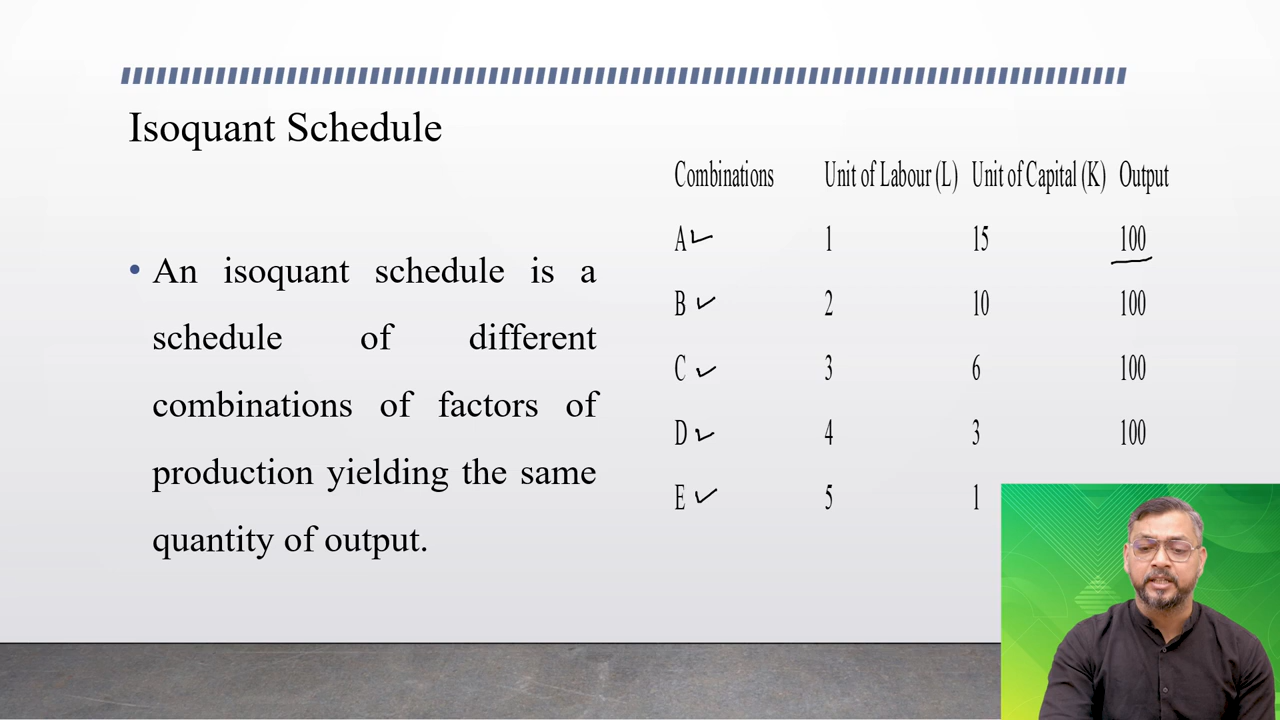 Isoquant Schedule
• An isoquant schedule is a
schedule of different
combinations of factors of
production yielding the same
quantity of output.
Combinations Unit of Labour (L) Unit of Capital (K) Output
A 1 15 100
B 2 10 100
C 3 6 100
D 4 3 100
E 5 1